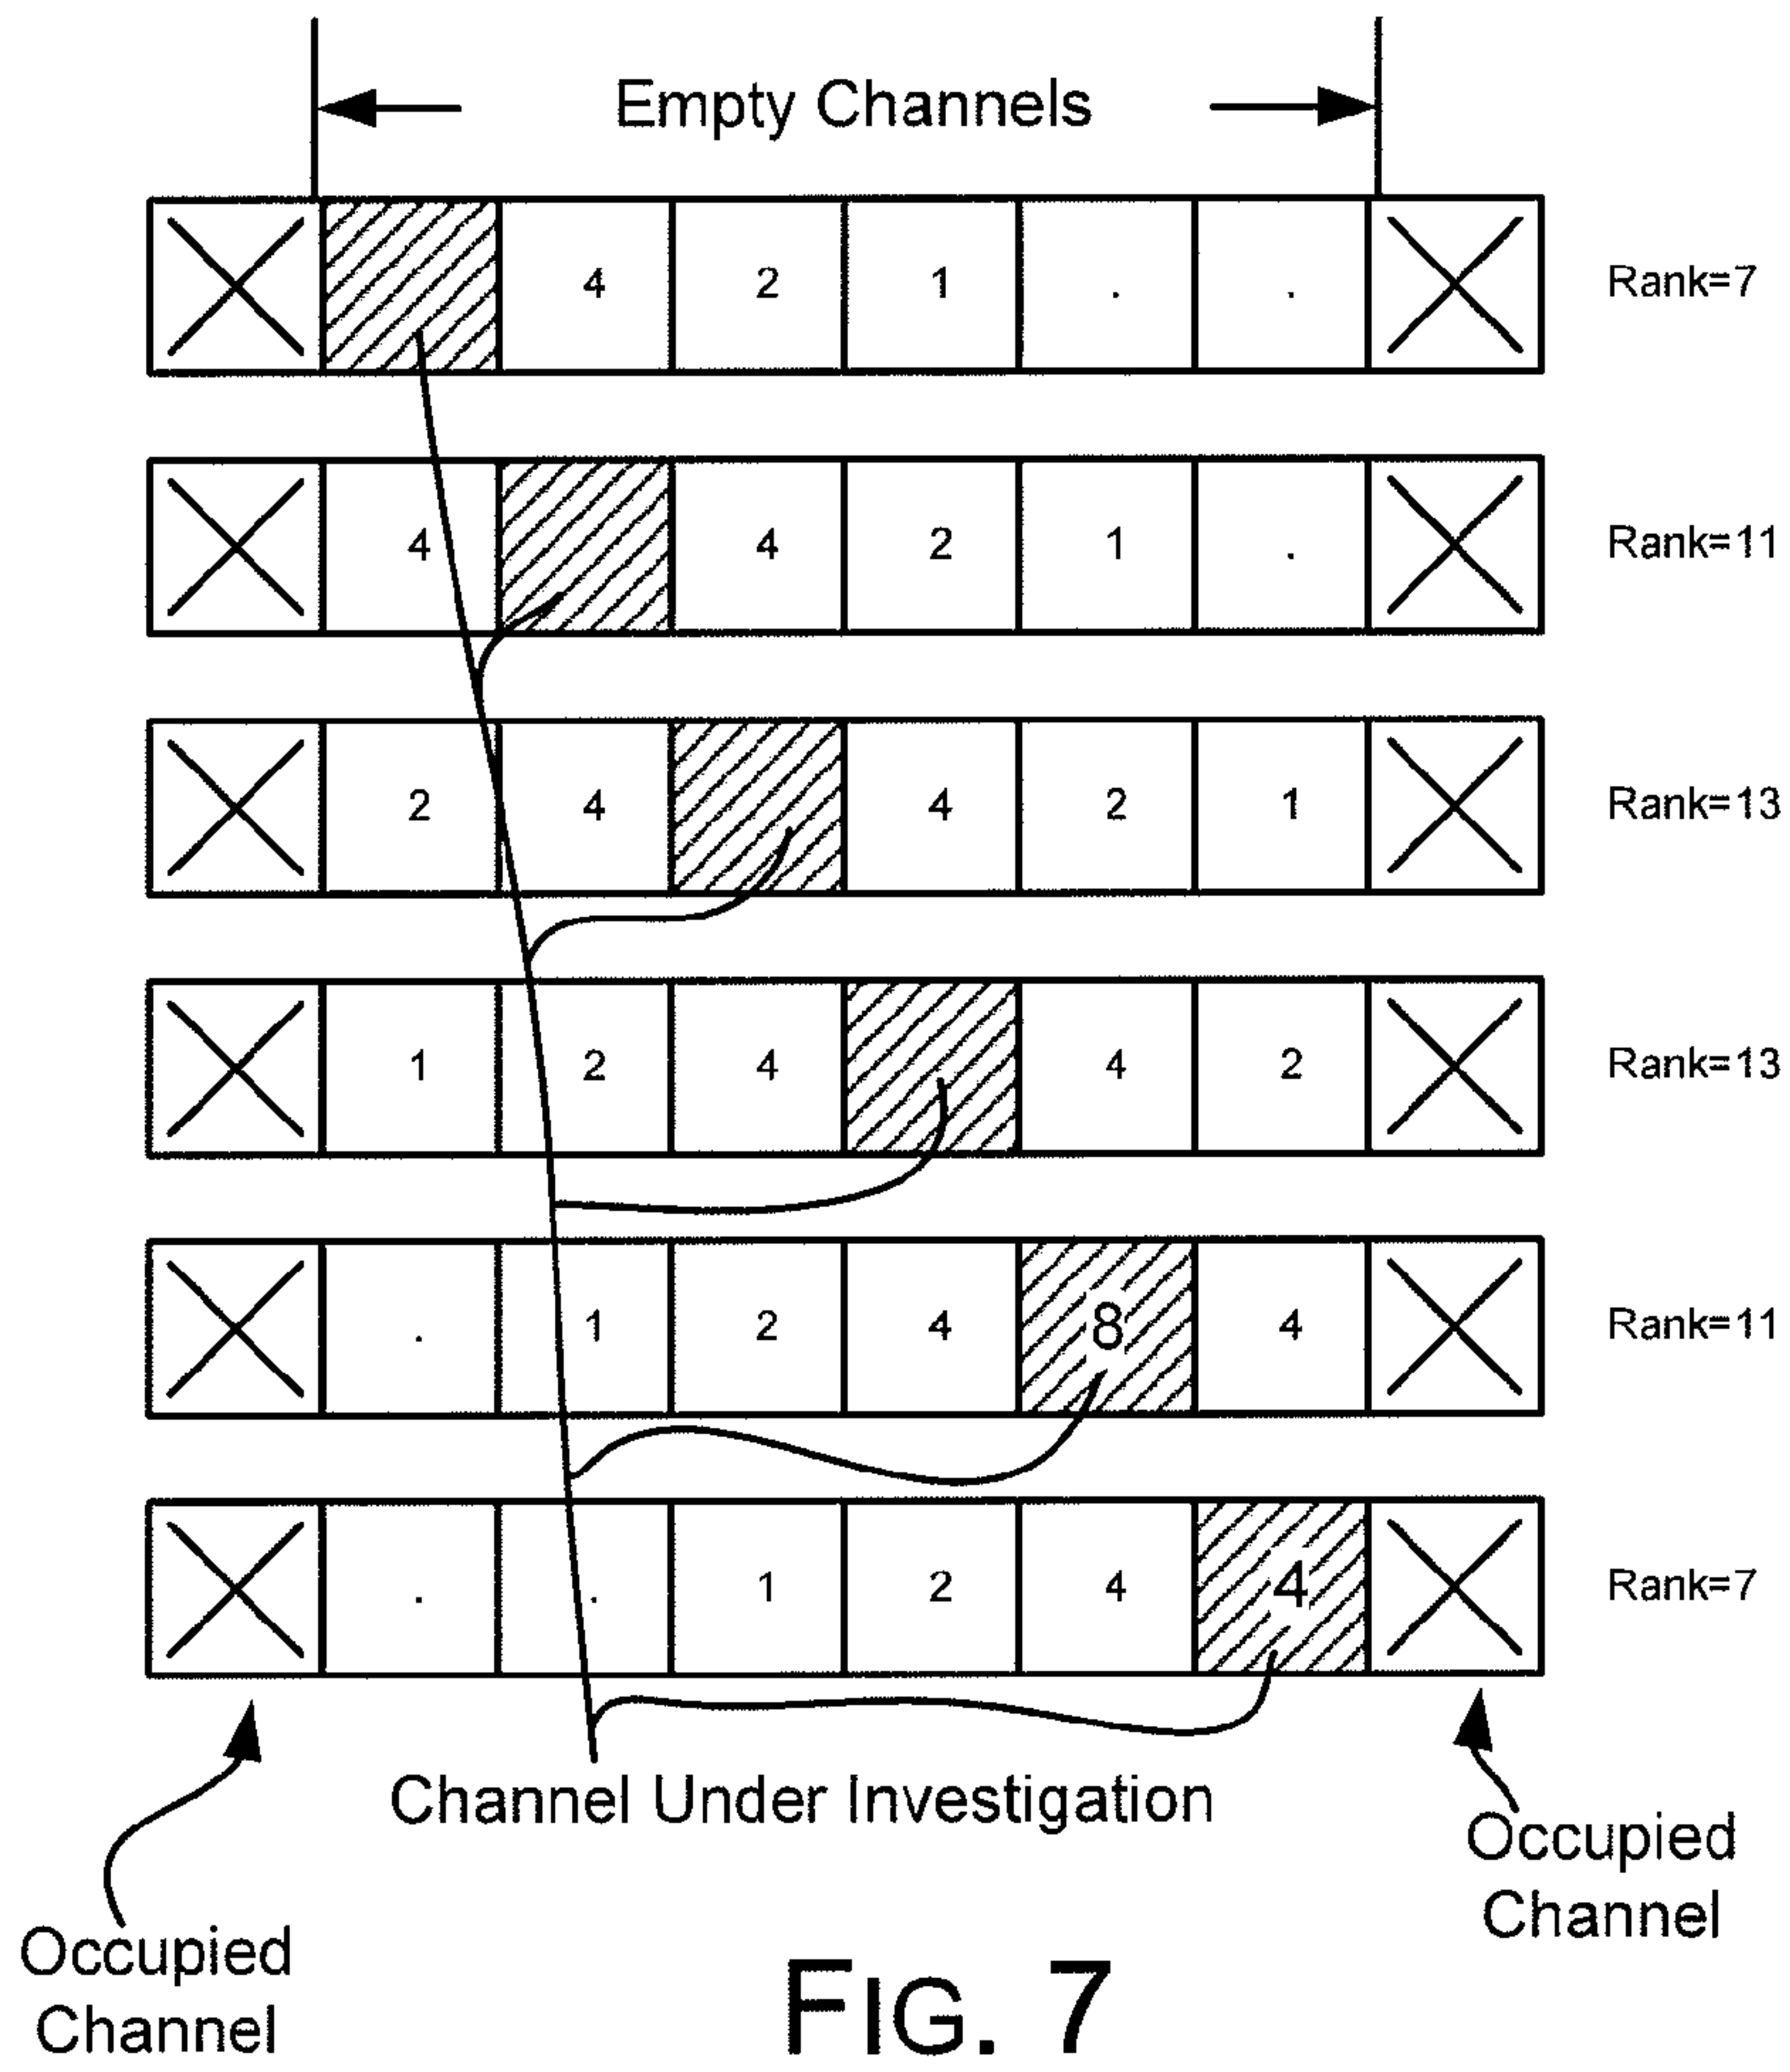 Empty Channels
4 2 1 . . Rank=7
4 4 2 1 . Rank=11
2 4 4 2 1 Rank=13
1 2 4 4 2 Rank=13
. 1 2 4 8 4 Rank=11
. . 1 2 4 4 Rank=7
Channel Under Investigation
Occupied
Channel
Occupied
Channel
FIG. 7